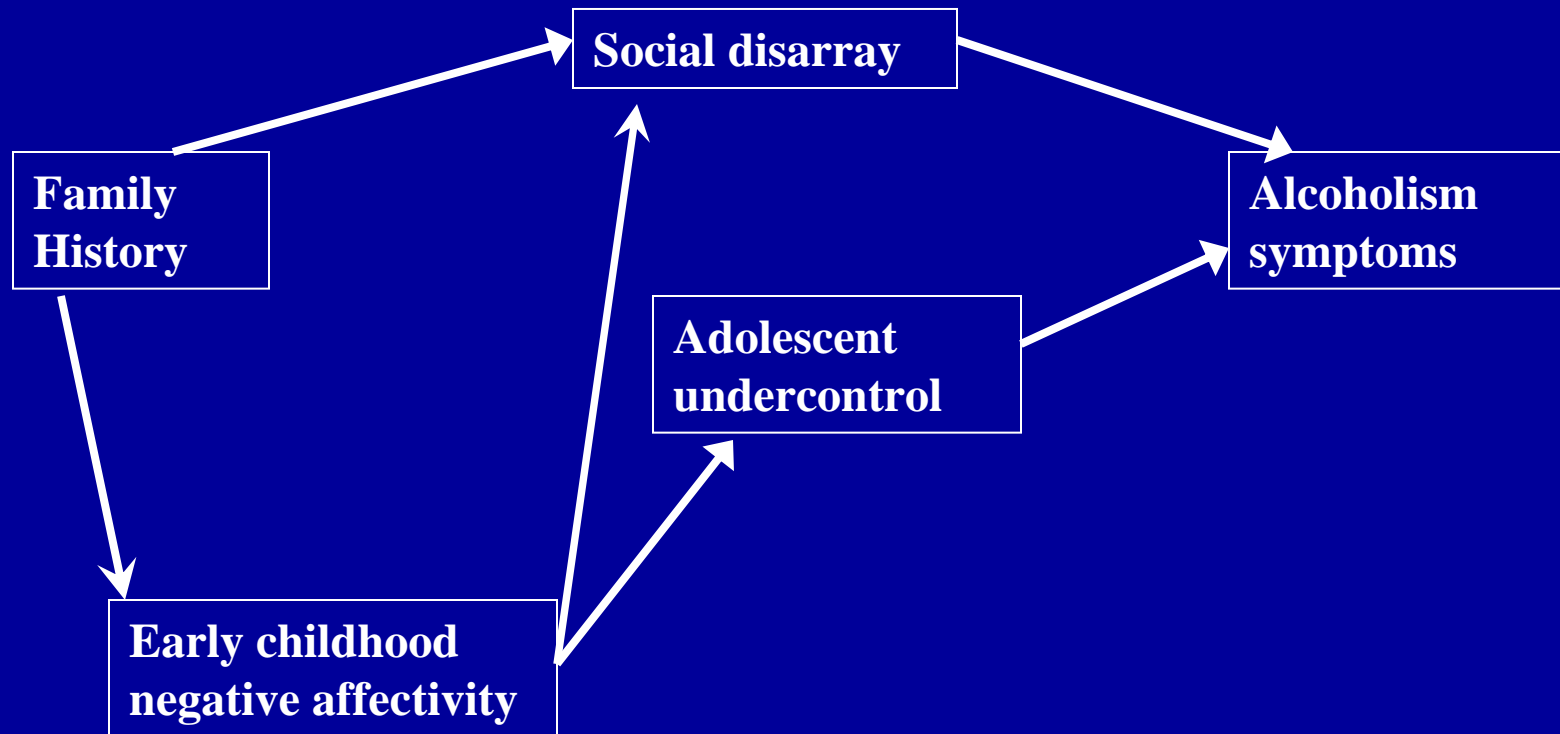 Social disarray
Family
History
Alcoholism
symptoms
Adolescent
undercontrol
Early childhood
negative affectivity